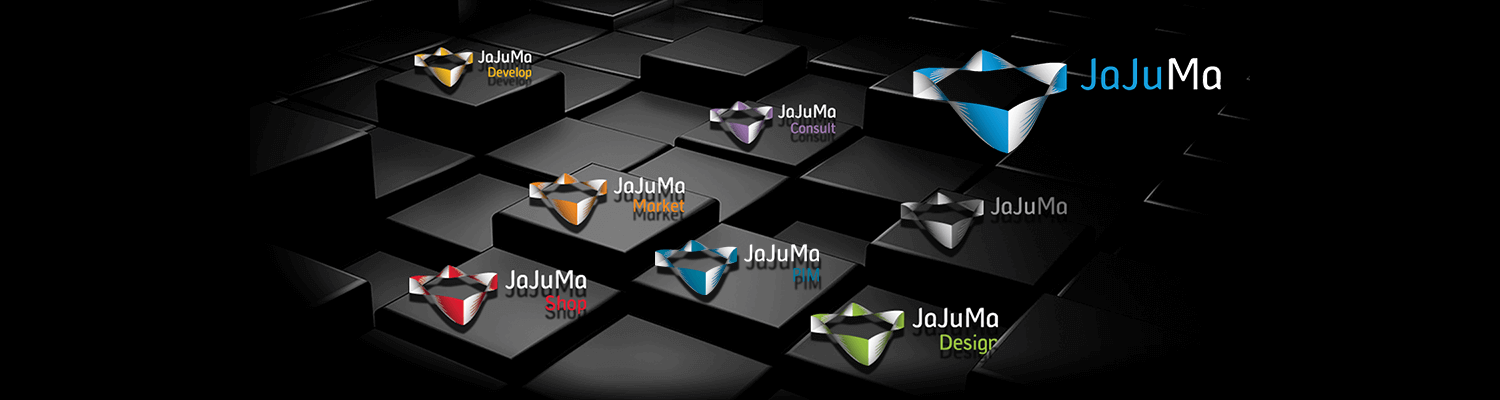 JaJuMa
Develop
JaJuMa
JaJuMa
Consult
JaJuMa
Market
JaJuMa
JaJuMa
PIM
JaJuMa
Shop
JaJuMa
Design